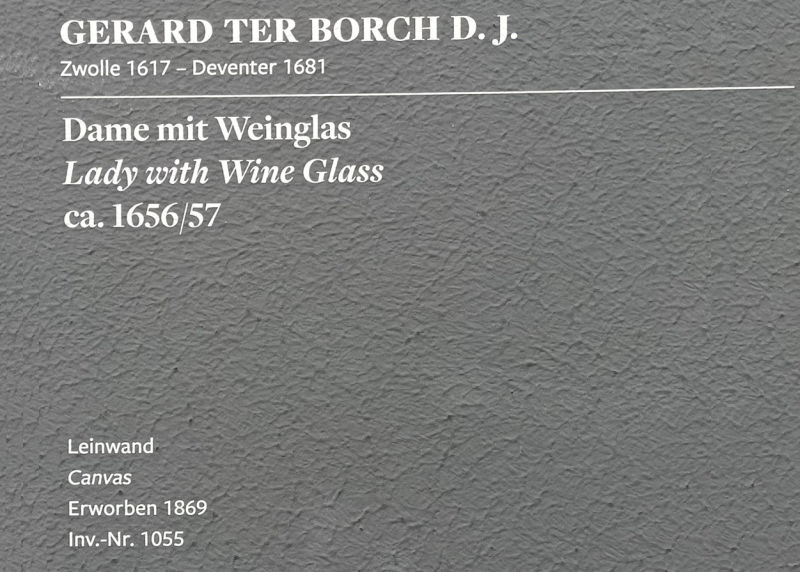 GERARD TER BORCH D. J.
Zwolle 1617 – Deventer 1681
Dame mit Weinglas
Lady with Wine Glass
ca. 1656/57
Leinwand
Canvas
Erworben 1869
Inv.-Nr. 1055